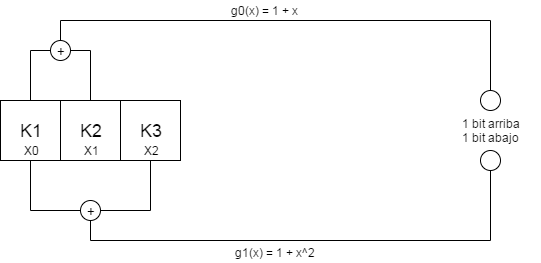 g0(x) = 1 + x
+
K1 K2 K3
X0 X1 X2
1 bit arriba
1 bit abajo
+
g1(x) = 1 + x^2